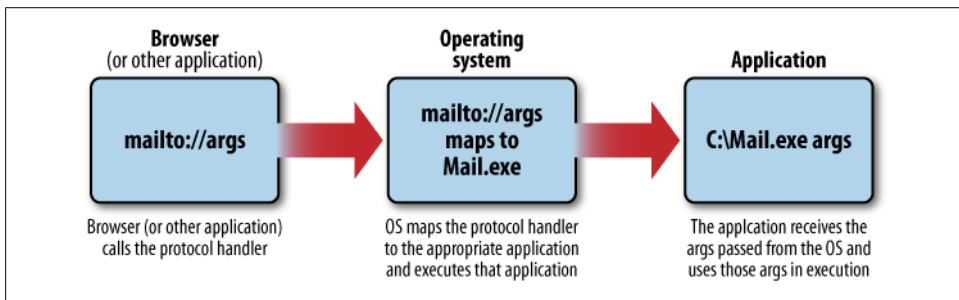 Browser
(or other application)
mailto://args
Browser (or other application)
calls the protocol handler
Operating
system
mailto://args
maps to
Mail.exe
OS maps the protocol handler
to the appropriate application
and executes that application
Application
C:\Mail.exe args
The applcation receives the
args passed from the OS and
uses those args in execution